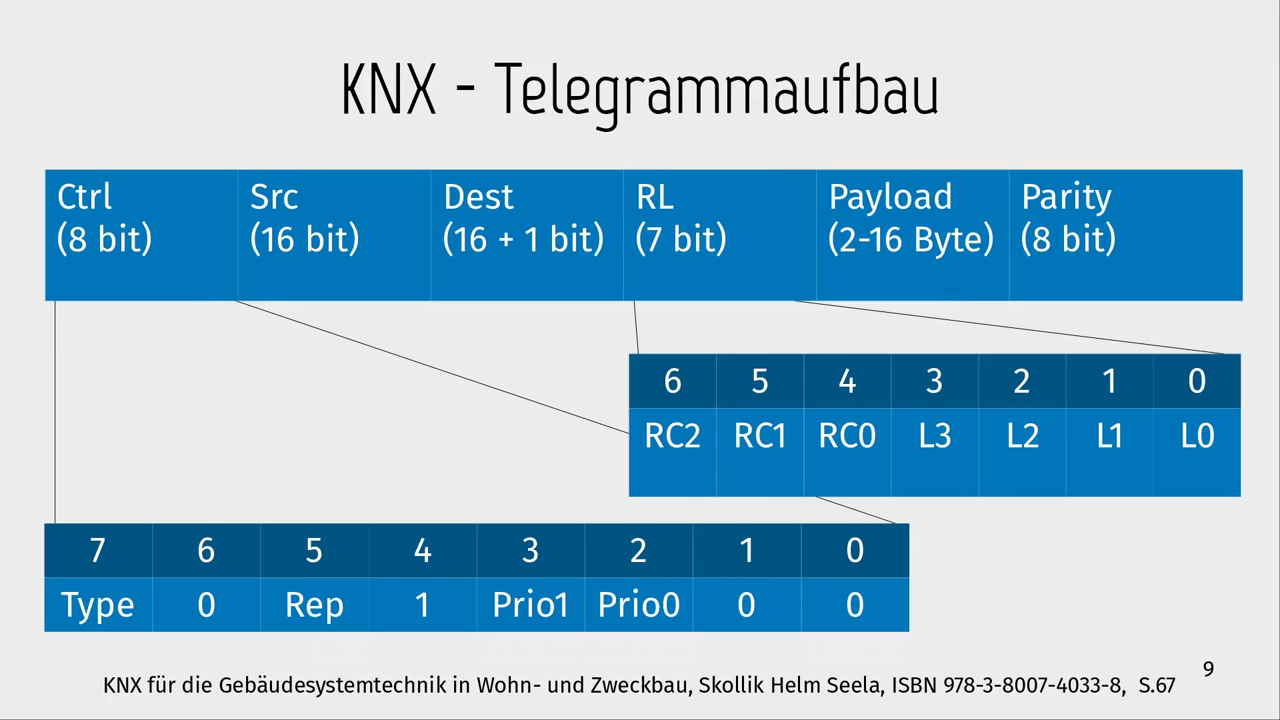 KNX - Telegrammaufbau
Ctrl Src Dest RL Payload Parity
(8 bit) (16 bit) (16 + 1 bit) (7 bit) (2-16 Byte) (8 bit)
6 5 4 3 2 1 0
RC2 RC1 RC0 L3 L2 L1 L0
7 6 5 4 3 2 1 0
Type 0 Rep 1 Prio1 Prio0 0 0
9
KNX für die Gebäudesystemtechnik in Wohn- und Zweckbau, Skollik Helm Seela, ISBN 978-3-8007-4033-8, S.67